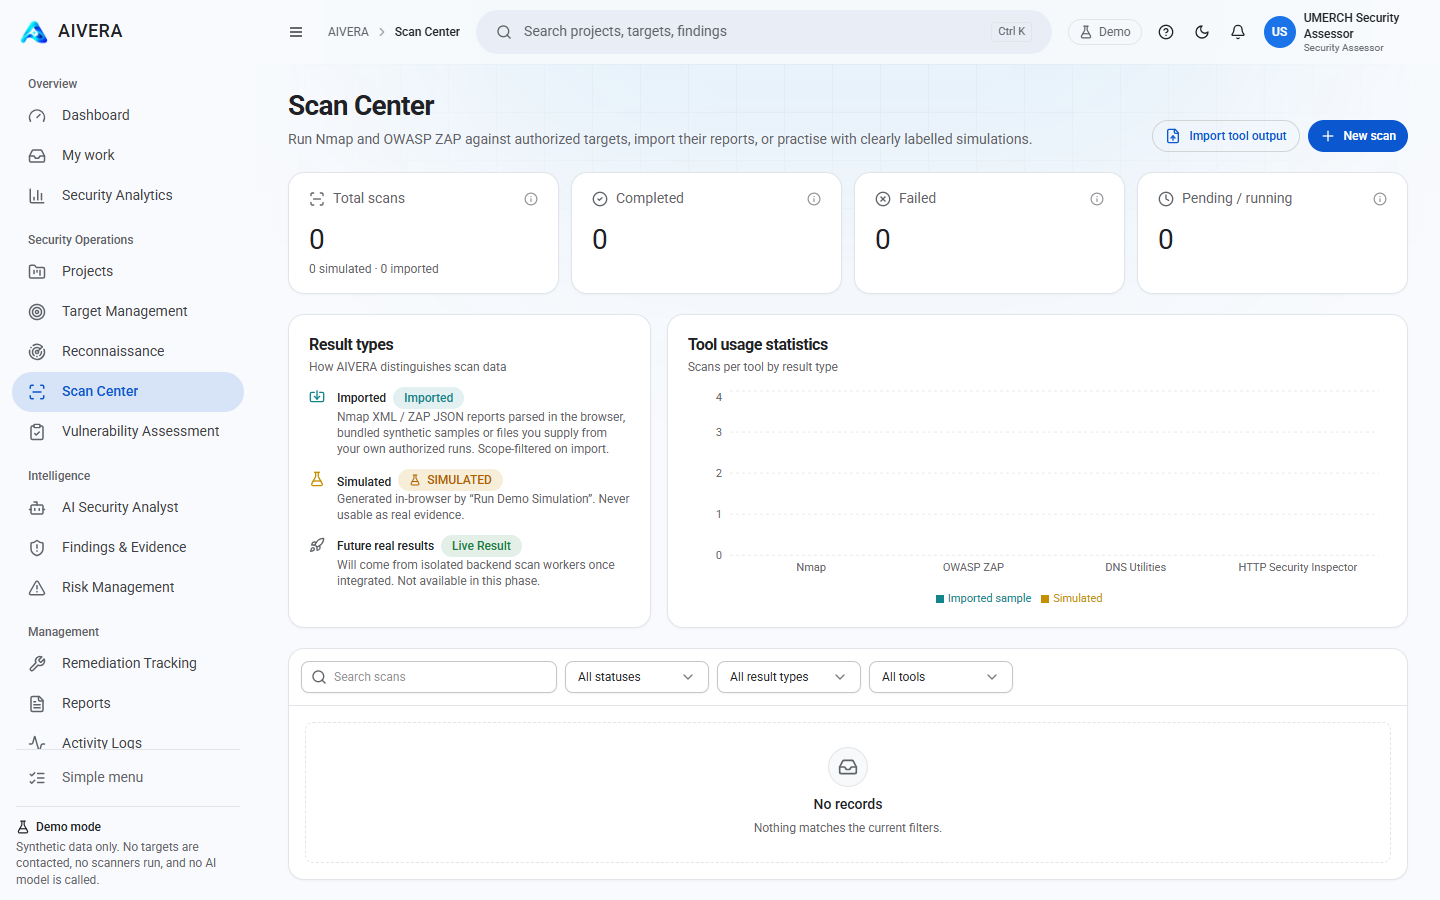 AIVERA
AIVERA > Scan Center
Search projects, targets, findings
Ctrl K
Demo
US
UMERCH Security
Assessor
Security Assessor
Overview
Dashboard
My work
Security Analytics
Security Operations
Projects
Target Management
Reconnaissance
Scan Center
Vulnerability Assessment
Intelligence
AI Security Analyst
Findings & Evidence
Risk Management
Management
Remediation Tracking
Reports
Activity Logs
Simple menu
Demo mode
Synthetic data only. No targets are
contacted, no scanners run, and no AI
model is called.
Scan Center
Run Nmap and OWASP ZAP against authorized targets, import their reports, or practise with clearly labelled simulations.
Import tool output
New scan
Total scans
0
0 simulated · 0 imported
Completed
0
Failed
0
Pending / running
0
Result types
How AIVERA distinguishes scan data
Imported Imported
Nmap XML / ZAP JSON reports parsed in the browser,
bundled synthetic samples or files you supply from
your own authorized runs. Scope-filtered on import.
Simulated SIMULATED
Generated in-browser by “Run Demo Simulation”. Never
usable as real evidence.
Future real results Live Result
Will come from isolated backend scan workers once
integrated. Not available in this phase.
Tool usage statistics
Scans per tool by result type
4
3
2
1
0
Nmap OWASP ZAP DNS Utilities HTTP Security Inspector
Imported sample Simulated
Search scans
All statuses
All result types
All tools
No records
Nothing matches the current filters.